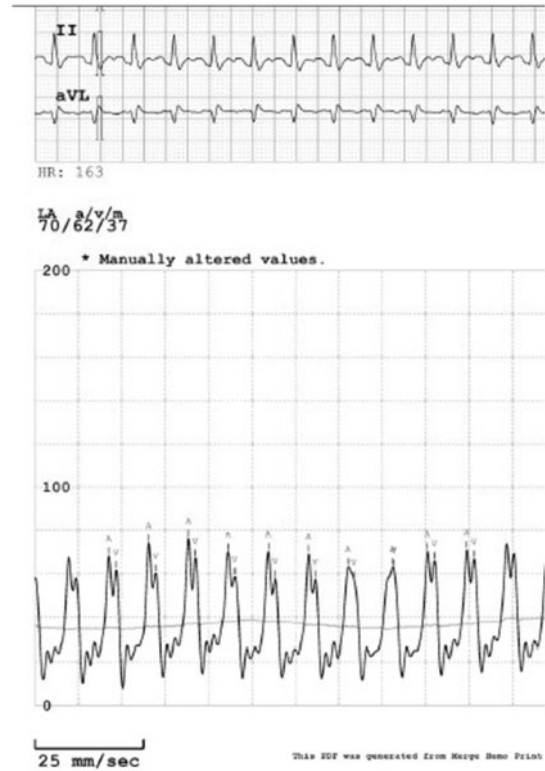 II
aVL
HR: 163
LA a/v/m
70/62/37
* Manually altered values.
200
100
A A A A A A A A A
V V V V V V V V V
0
25 mm/sec
This PDF was generated from Merge Hemo Print